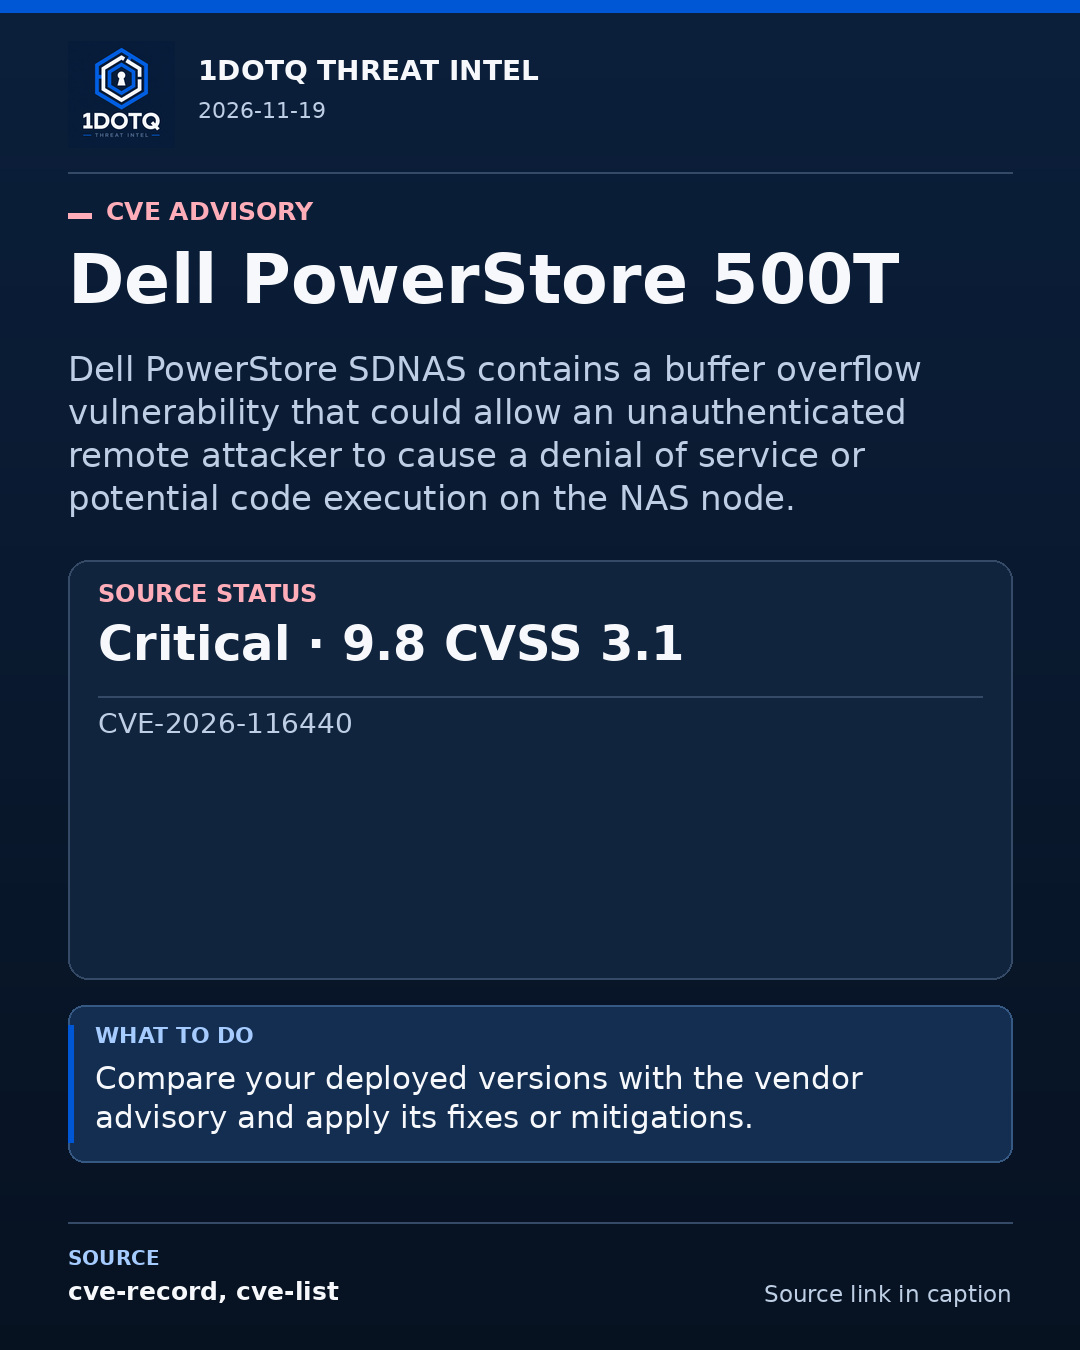 1DOTQ
THREAT INTEL
1DOTQ THREAT INTEL
2026-11-19
CVE ADVISORY
Dell PowerStore 500T
Dell PowerStore SDNAS contains a buffer overflow
vulnerability that could allow an unauthenticated
remote attacker to cause a denial of service or
potential code execution on the NAS node.
SOURCE STATUS
Critical · 9.8 CVSS 3.1
CVE-2026-116440
WHAT TO DO
Compare your deployed versions with the vendor
advisory and apply its fixes or mitigations.
SOURCE
cve-record, cve-list
Source link in caption